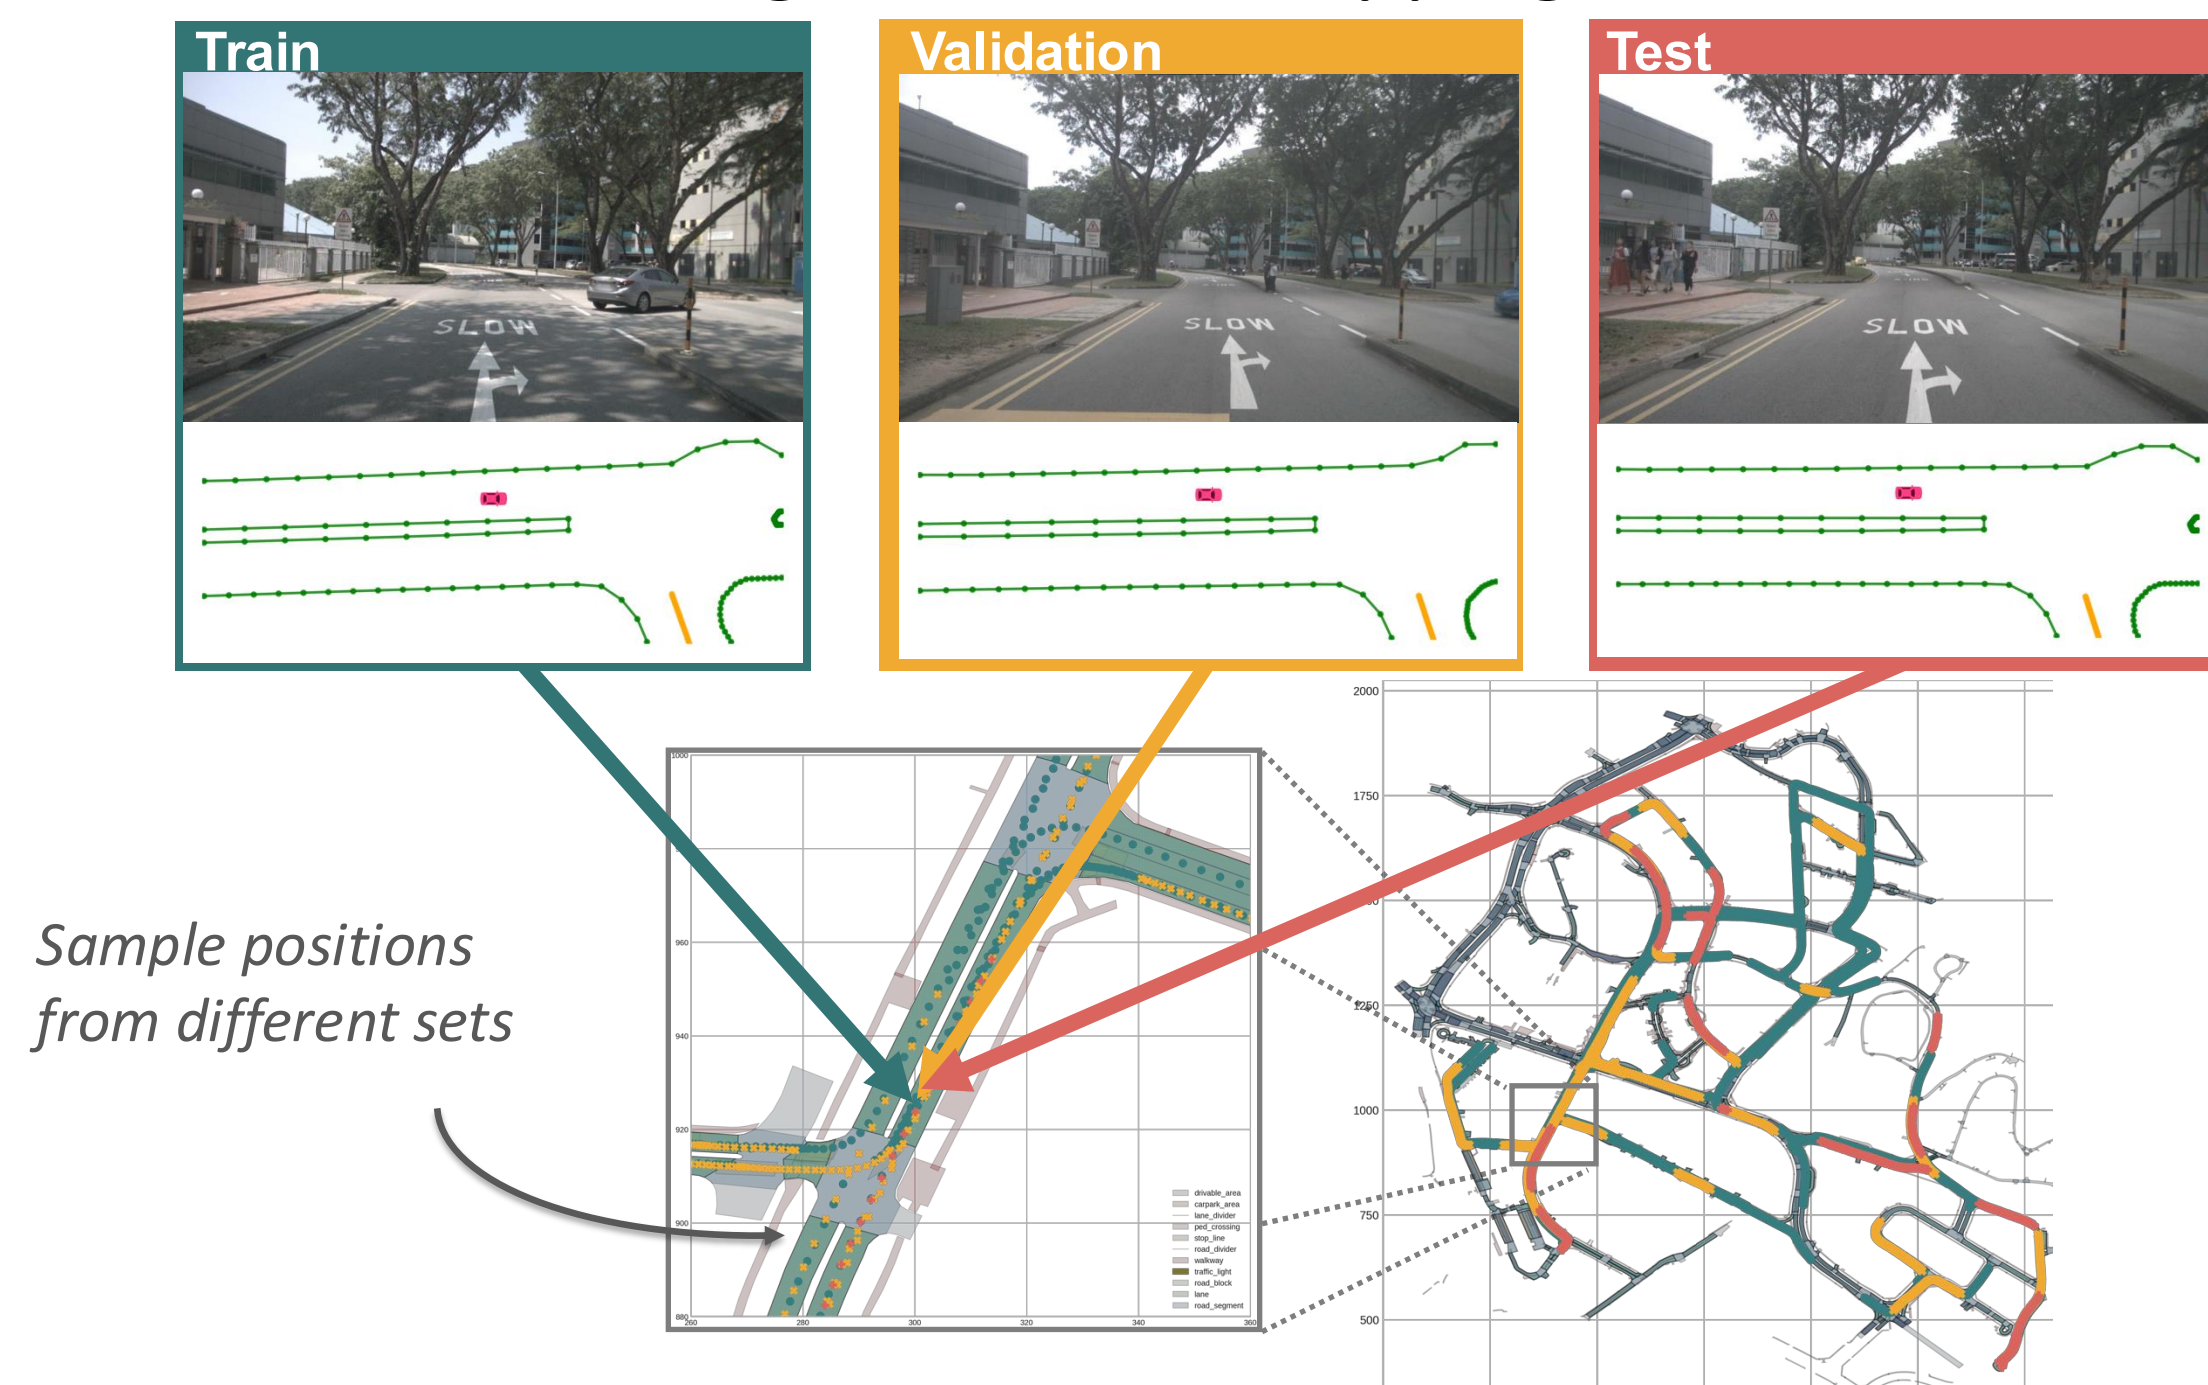 Train
Validation
Test
SLOW
SLOW
SLOW
Sample positions
from different sets
1000
960
940
920
900
880
260
280
300
320
340
360
drivable_area
carpark_area
lane_divider
ped_crossing
stop_line
road_divider
walkway
traffic_light
road_block
lane
road_segment
2000
1750
1250
1000
750
500